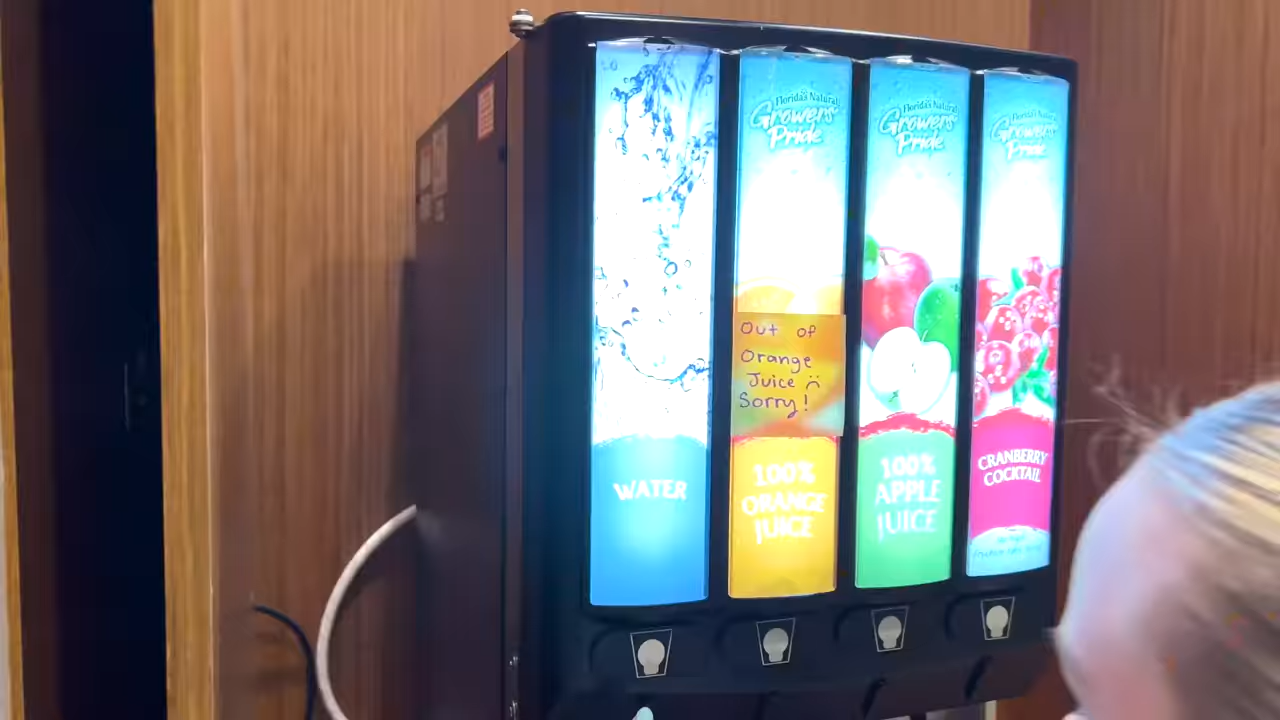 WATER
Florida's Natural
Growers'
Pride
Out of
Orange
Juice ☹
Sorry!
100%
ORANGE
JUICE
Florida's Natural
Growers'
Pride
100%
APPLE
JUICE
Florida's Natural
Growers'
Pride
CRANBERRY
COCKTAIL